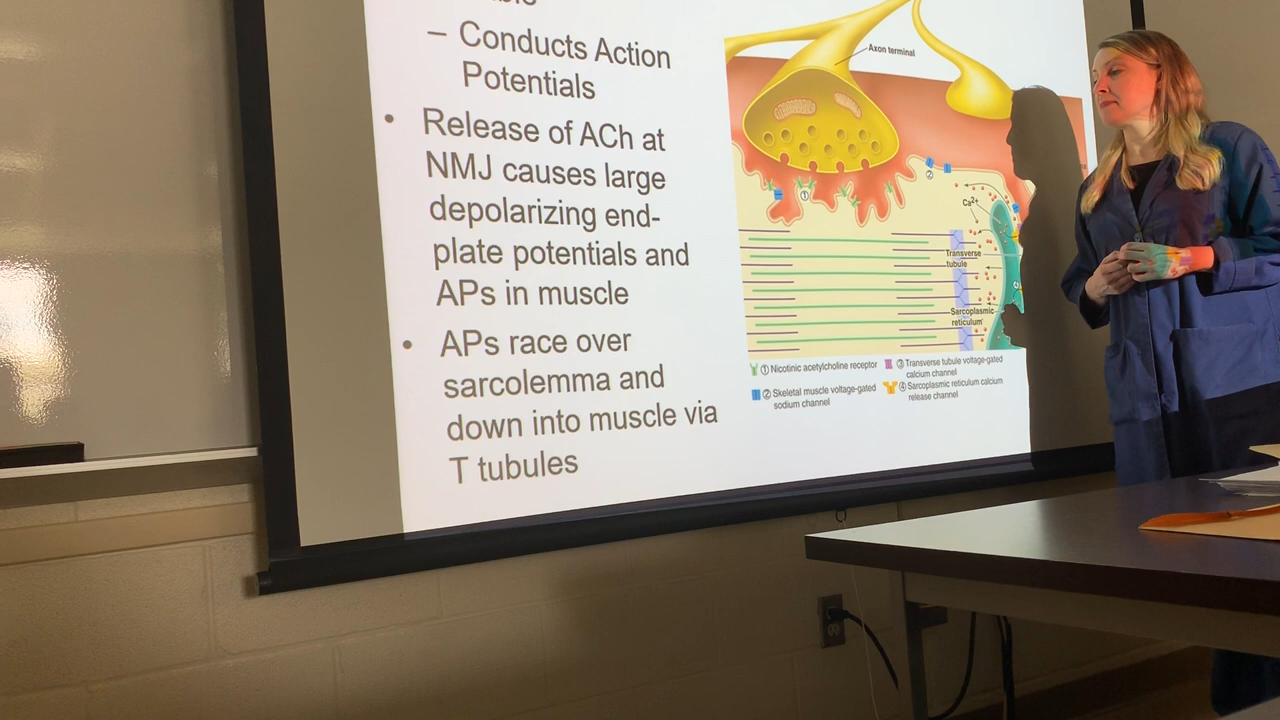 – Conducts Action
Potentials
• Release of ACh at
NMJ causes large
depolarizing end-
plate potentials and
APs in muscle
• APs race over
sarcolemma and
down into muscle via
T tubules
Axon terminal
①
②
Ca2+
Transverse
tubule
Sarcoplasmic
reticulum
① Nicotinic acetylcholine receptor
② Skeletal muscle voltage-gated
sodium channel
③ Transverse tubule voltage-gated
calcium channel
④ Sarcoplasmic reticulum calcium
release channel